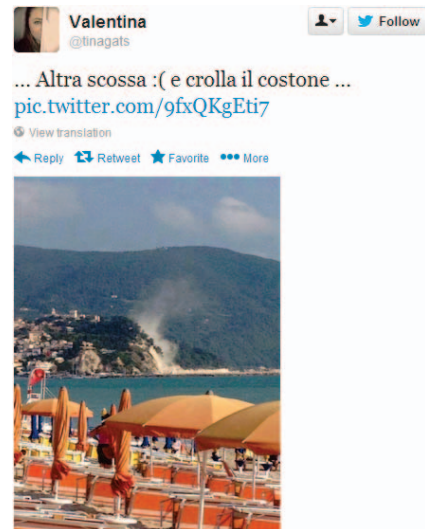 Valentina
@tinagats
Follow
... Altra scossa :( e crolla il costone ...
pic.twitter.com/9fxQKgEti7
View translation
Reply Retweet Favorite More